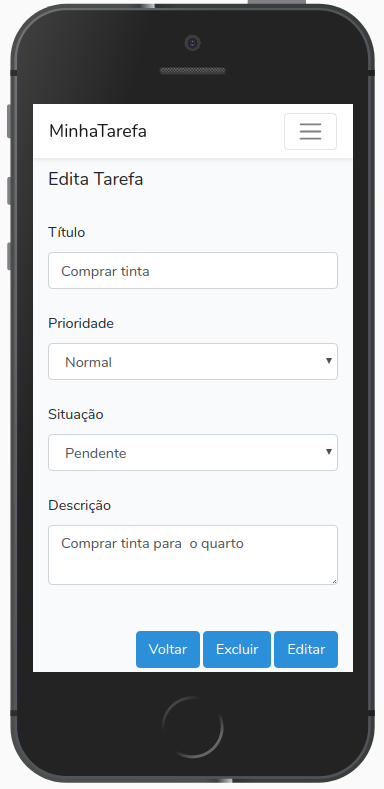 MinhaTarefa
Edita Tarefa
Título
Comprar tinta
Prioridade
Normal
Situação
Pendente
Descrição
Comprar tinta para  o quarto
Voltar Excluir Editar